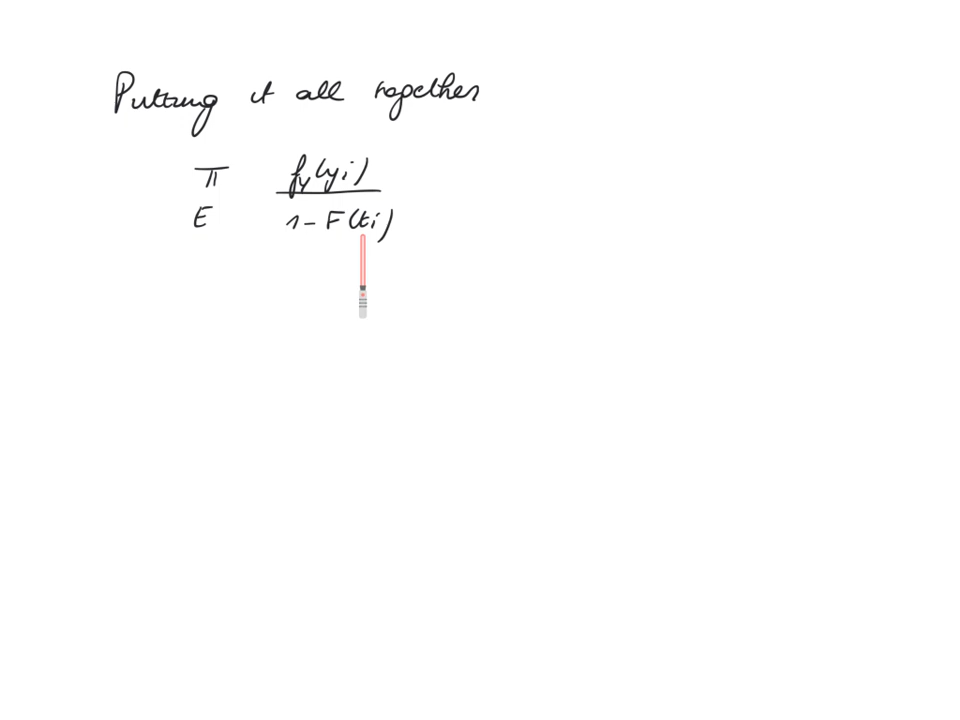 Putting it all together
π fy(yi)
E 1 - F(ti)